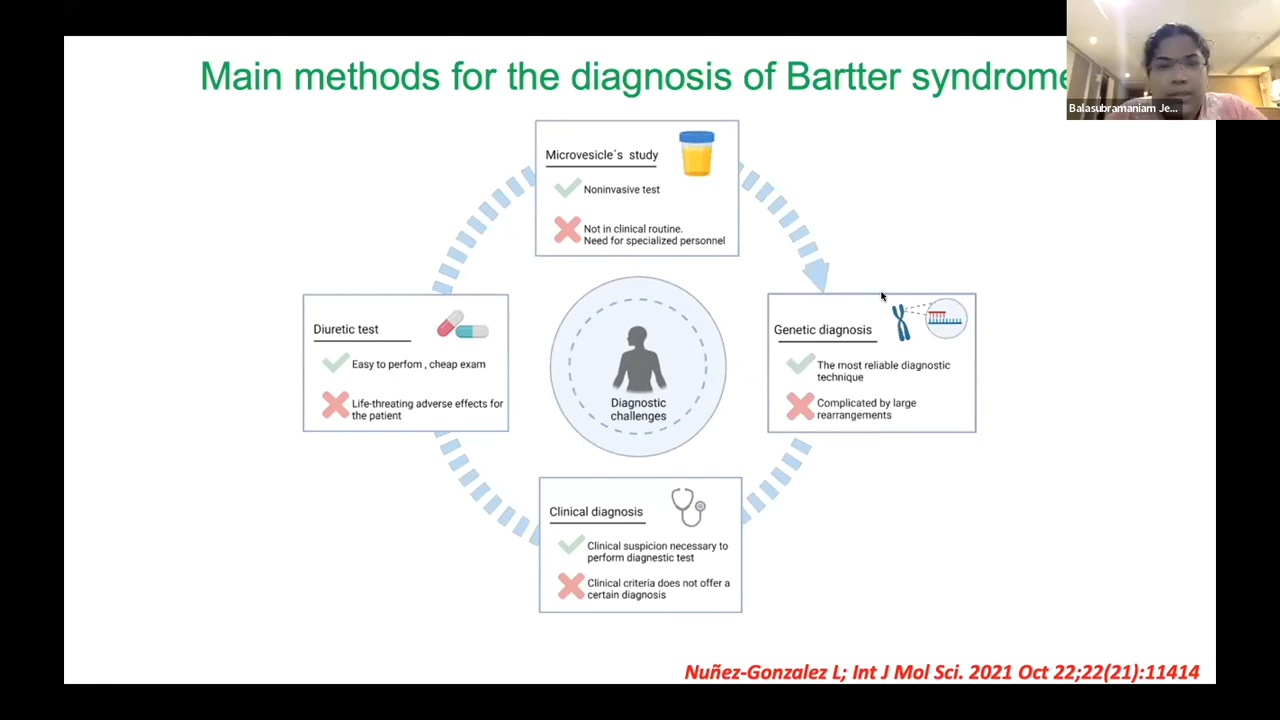 Main methods for the diagnosis of Bartter syndrome
Balasubramaniam Je...
Microvesicle´s study
Noninvasive test
Not in clinical routine.
Need for specialized personnel
Diuretic test
Easy to perfom , cheap exam
Life-threating adverse effects for
the patient
Diagnostic
challenges
Genetic diagnosis
The most reliable diagnostic
technique
Complicated by large
rearrangements
Clinical diagnosis
Clinical suspicion necessary to
perform diagnestic test
Clinical criteria does not offer a
certain diagnosis
Nuñez-Gonzalez L; Int J Mol Sci. 2021 Oct 22;22(21):11414